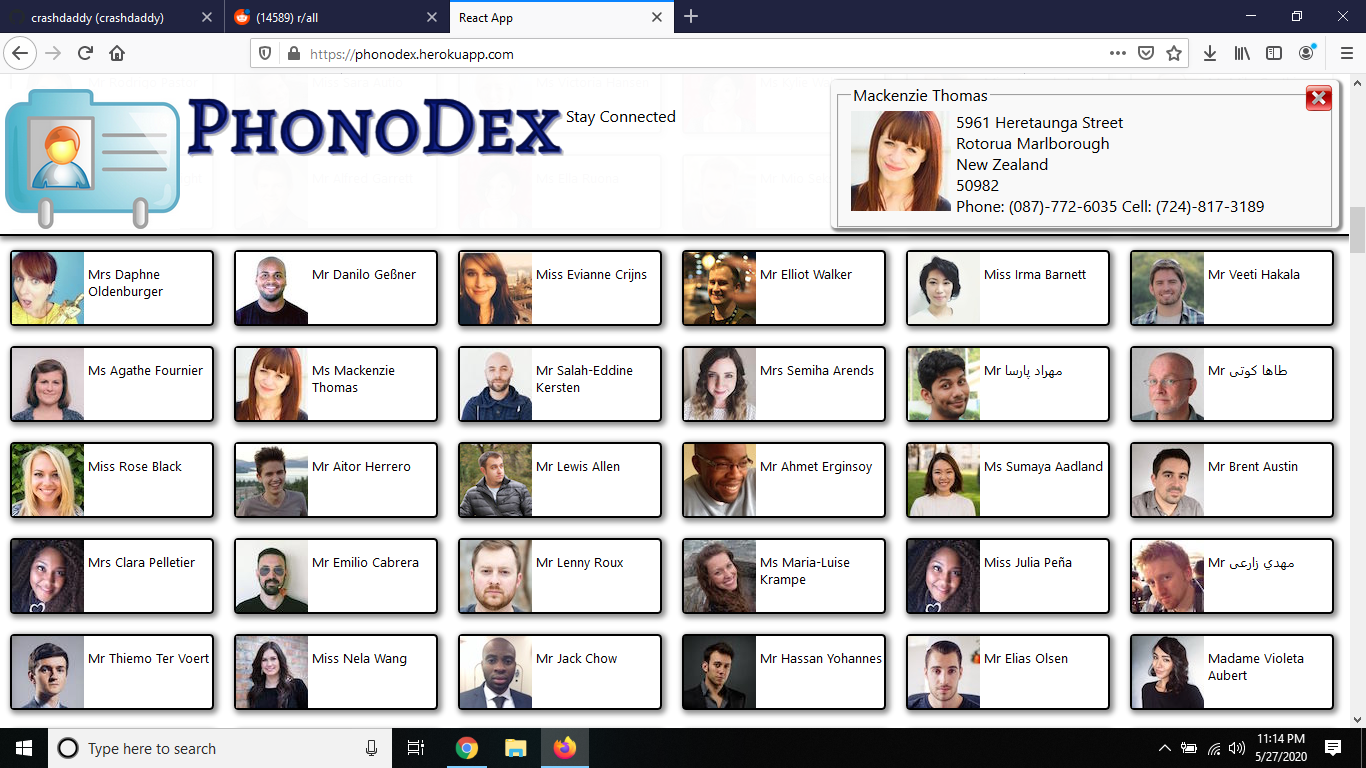 crashdaddy (crashdaddy)
(14589) r/all
React App
https://phonodex.herokuapp.com
PhonoDex
Stay Connected
Mackenzie Thomas
5961 Heretaunga Street
Rotorua Marlborough
New Zealand
50982
Phone: (087)-772-6035 Cell: (724)-817-3189
Mrs Daphne
Oldenburger
Mr Danilo Geßner
Miss Evianne Crijns
Mr Elliot Walker
Miss Irma Barnett
Mr Veeti Hakala
Ms Agathe Fournier
Ms Mackenzie
Thomas
Mr Salah-Eddine
Kersten
Mrs Semiha Arends
Mr مهراد پارسا
Mr طاها کوتی
Miss Rose Black
Mr Aitor Herrero
Mr Lewis Allen
Mr Ahmet Erginsoy
Ms Sumaya Aadland
Mr Brent Austin
Mrs Clara Pelletier
Mr Emilio Cabrera
Mr Lenny Roux
Ms Maria-Luise
Krampe
Miss Julia Peña
Mr مهدي زارعی
Mr Thiemo Ter Voert
Miss Nela Wang
Mr Jack Chow
Mr Hassan Yohannes
Mr Elias Olsen
Madame Violeta
Aubert
Type here to search
11:14 PM
5/27/2020